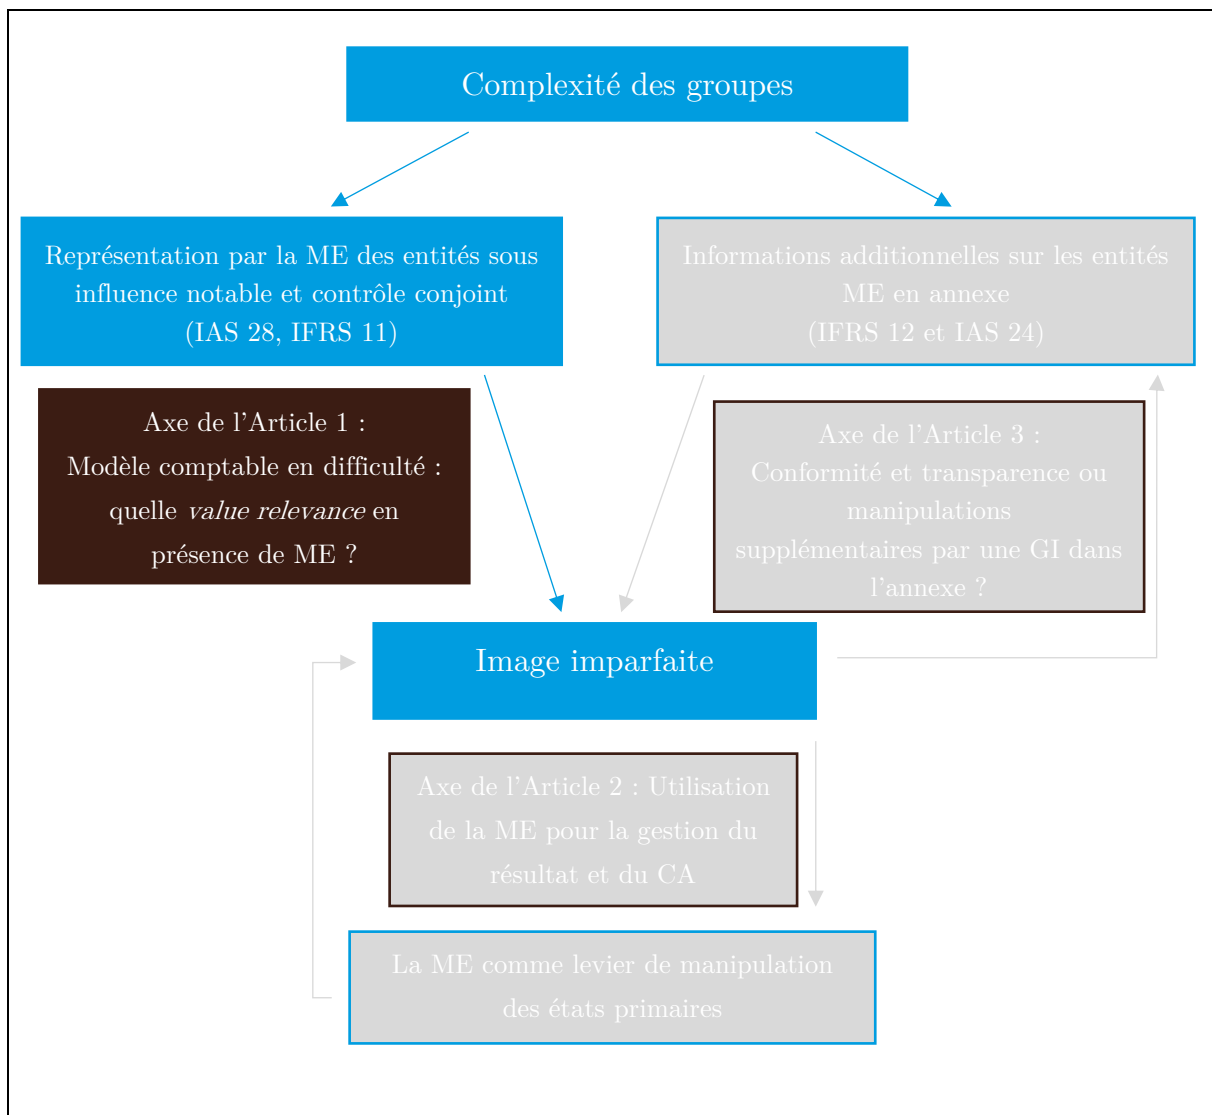 Complexité des groupes
Représentation par la ME des entités sous
influence notable et contrôle conjoint
(IAS 28, IFRS 11)
Informations additionnelles sur les entités
ME en annexe
(IFRS 12 et IAS 24)
Axe de l'Article 1 :
Modèle comptable en difficulté :
quelle value relevance en
présence de ME ?
Axe de l'Article 3 :
Conformité et transparence ou
manipulations
supplémentaires par une GI dans
l'annexe ?
Image imparfaite
Axe de l'Article 2 : Utilisation
de la ME pour la gestion du
résultat et du CA
La ME comme levier de manipulation
des états primaires